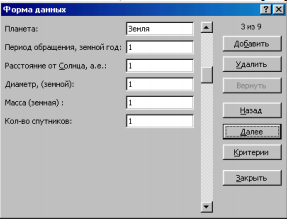 Форма данных
Планета: Земля
3 из 9
Период обращения, земной год: 1
Расстояние от Солнца, а.е.: 1
Диаметр, (земной): 1
Масса (земная) : 1
Кол-во спутников: 1
Добавить
Удалить
Вернуть
Назад
Далее
Критерии
Закрыть